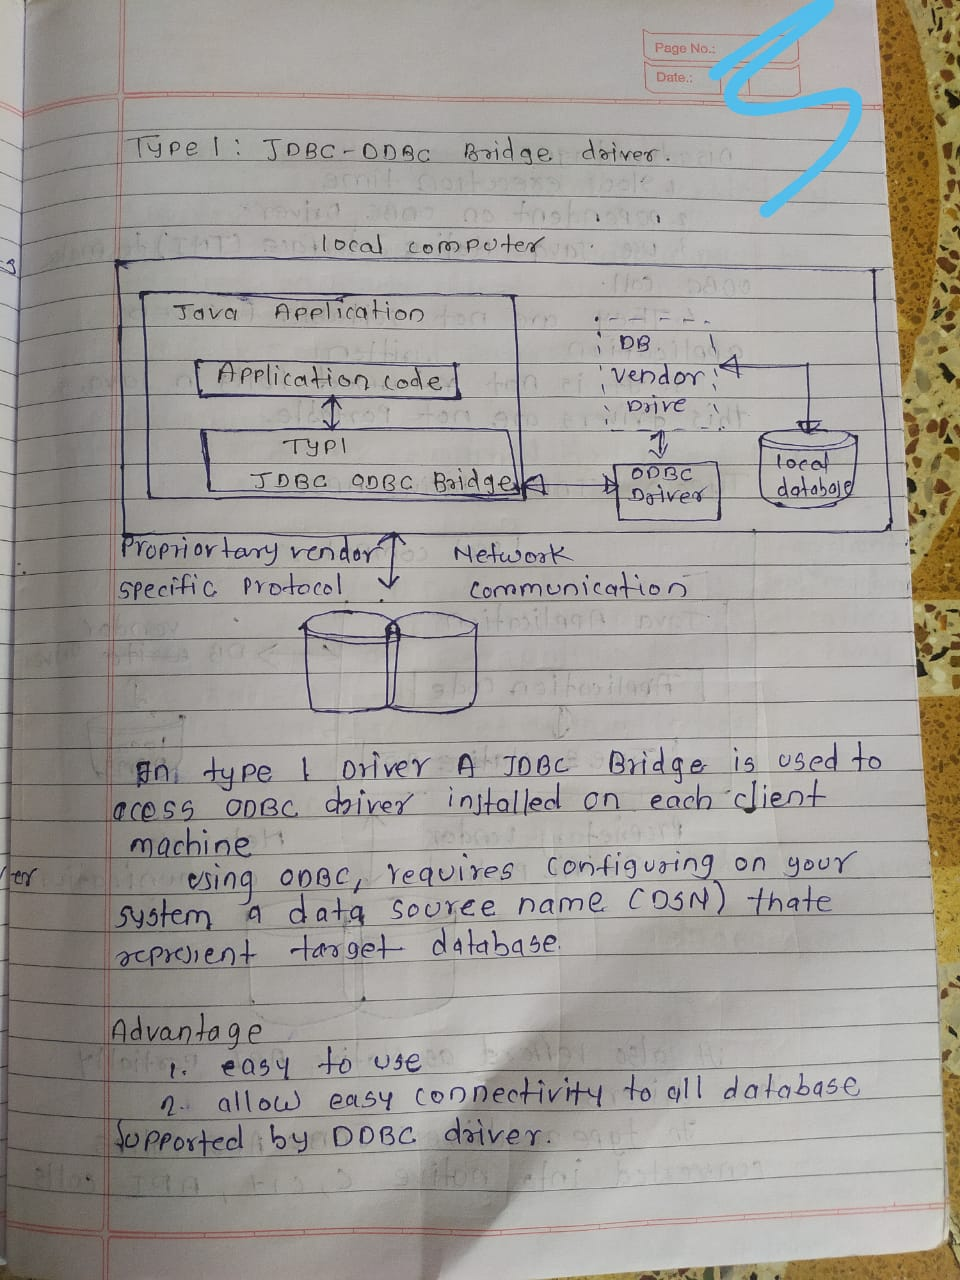 Page No.:
Date.:
Type 1: JDBC-ODBC Bridge driver.
local computer
Java Application
DB
Application code
vendor
Drive
TYP1
JDBC ODBC Bridge
ODBC
Driver
local
database
Propriortary vendor
specific Protocol
Network
communication
In type 1 Driver A JDBC Bridge is used to
acess ODBC driver installed on each client
machine
using ODBC, requires configuring on your
system a data source name (DSN) thate
represient target database.
Advantage
1. easy to use
2. allow easy connectivity to all database
Supported by ODBC driver.